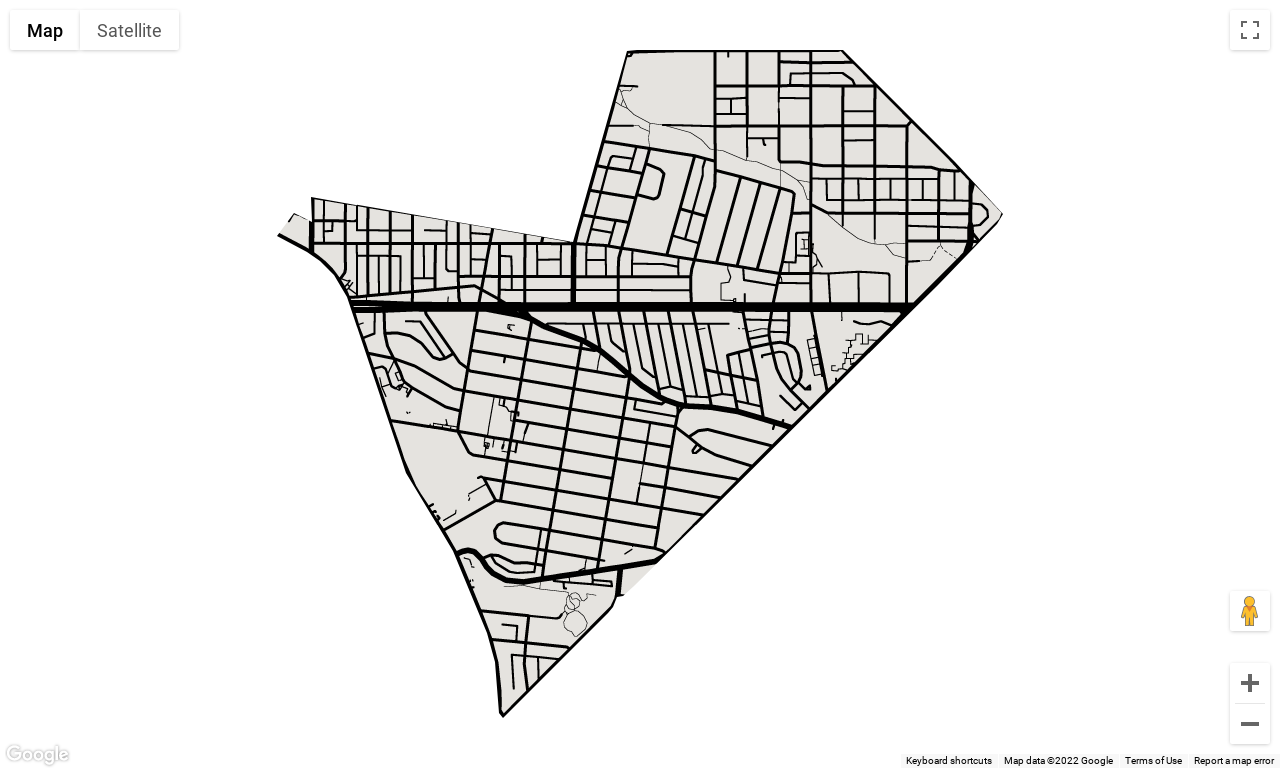 Map Satellite
Google
Keyboard shortcuts Map data ©2022 Google Terms of Use Report a map error